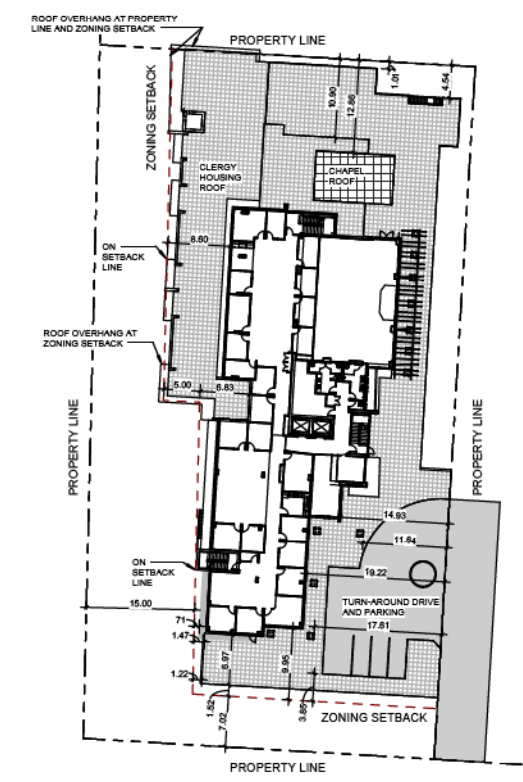 ROOF OVERHANG AT PROPERTY
LINE AND ZONING SETBACK
PROPERTY LINE
ZONING SETBACK
1.01
4.54
10.90
12.86
CLERGY
HOUSING
ROOF
CHAPEL
ROOF
8.60
ON
SETBACK
LINE
ROOF OVERHANG AT
ZONING SETBACK
5.00
6.83
PROPERTY LINE
PROPERTY LINE
14.93
11.64
19.22
ON
SETBACK
LINE
15.00
TURN-AROUND DRIVE
AND PARKING
17.61
71
1.47
6.97
9.95
1.22
1.52
7.02
3.85
ZONING SETBACK
PROPERTY LINE